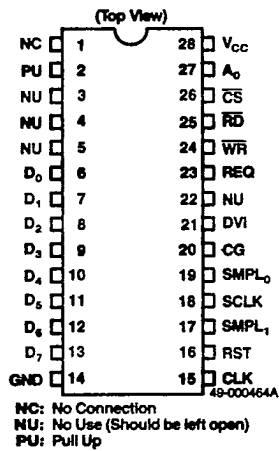 (Top View)
NC 1 28 VCC
PU 2 27 A0
NU 3 26 CS
NU 4 25 RD
NU 5 24 WR
D0 6 23 REQ
D1 7 22 NU
D2 8 21 DVI
D3 9 20 CG
D4 10 19 SMPL0
D5 11 18 SCLK
D6 12 17 SMPL1
D7 13 16 RST
GND 14 15 CLK
49-000464A
NC: No Connection
NU: No Use (Should be left open)
PU: Pull Up